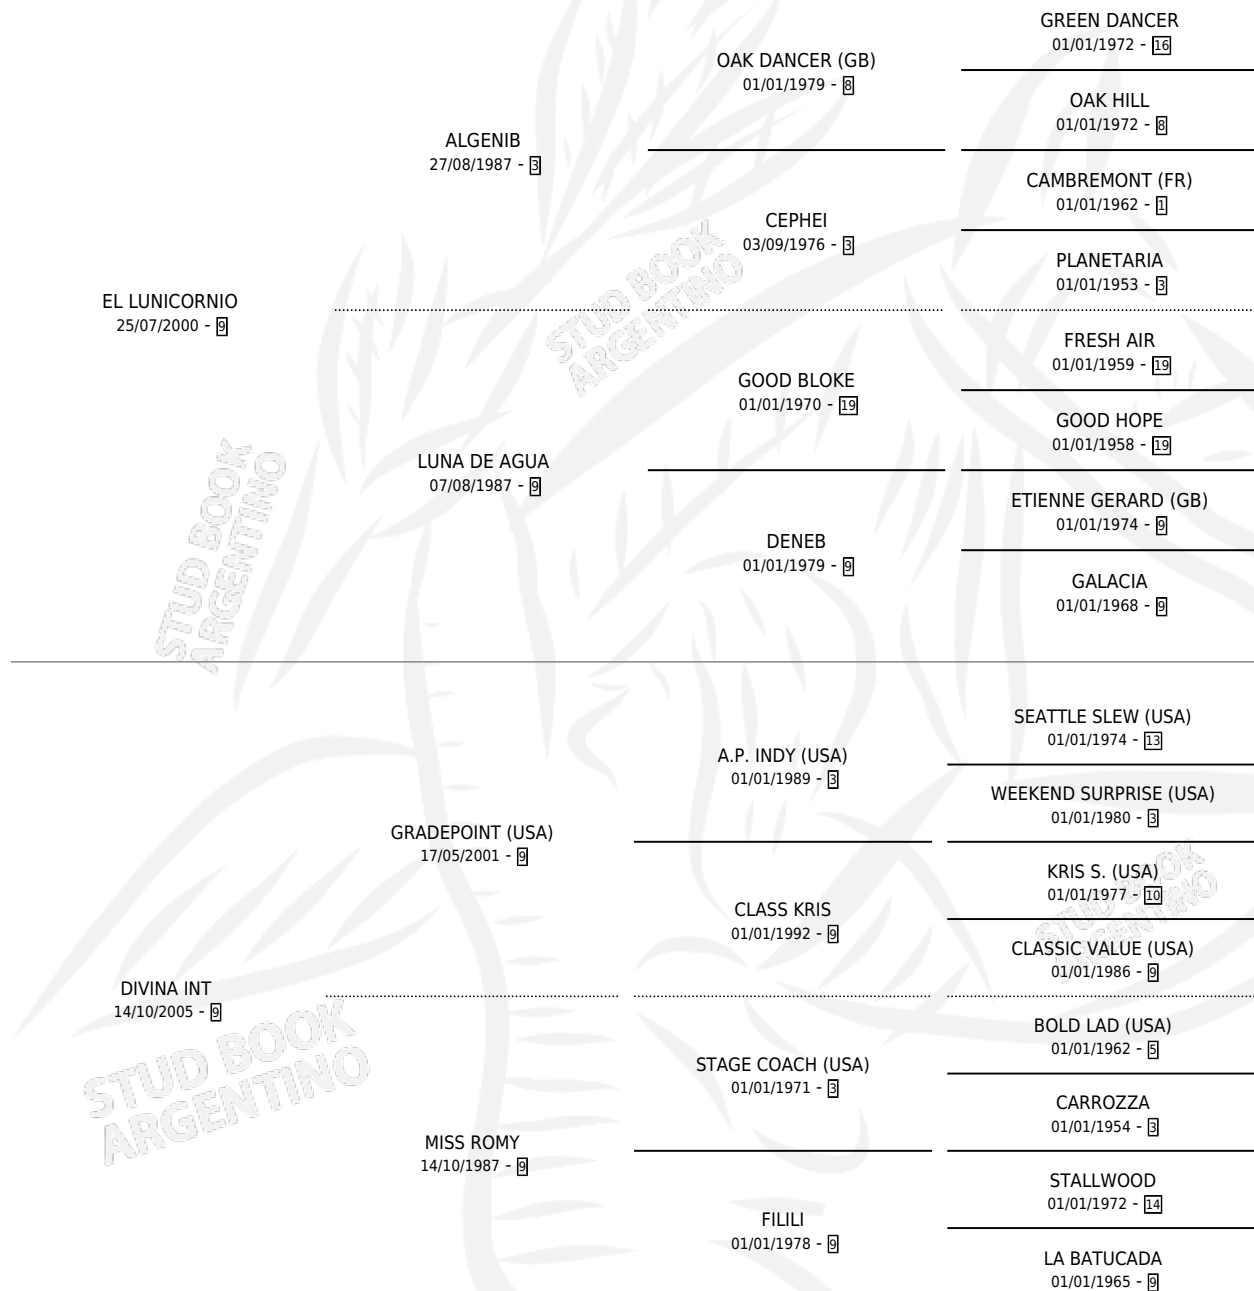 GREEN DANCER
01/01/1972 - 16
OAK DANCER (GB)
01/01/1979 - 8
OAK HILL
01/01/1972 - 8
ALGENIB
27/08/1987 - 3
CAMBREMONT (FR)
01/01/1962 - 1
CEPHEI
03/09/1976 - 3
PLANETARIA
01/01/1953 - 3
EL LUNICORNIO
25/07/2000 - 9
FRESH AIR
01/01/1959 - 19
GOOD BLOKE
01/01/1970 - 19
GOOD HOPE
01/01/1958 - 19
LUNA DE AGUA
07/08/1987 - 9
ETIENNE GERARD (GB)
01/01/1974 - 9
DENEB
01/01/1979 - 9
GALACIA
01/01/1968 - 9
SEATTLE SLEW (USA)
01/01/1974 - 13
A.P. INDY (USA)
01/01/1989 - 3
WEEKEND SURPRISE (USA)
01/01/1980 - 3
GRADEPOINT (USA)
17/05/2001 - 9
KRIS S. (USA)
01/01/1977 - 10
CLASS KRIS
01/01/1992 - 9
CLASSIC VALUE (USA)
01/01/1986 - 9
DIVINA INT
14/10/2005 - 9
BOLD LAD (USA)
01/01/1962 - 5
STAGE COACH (USA)
01/01/1971 - 3
CARROZZA
01/01/1954 - 3
MISS ROMY
14/10/1987 - 9
STALLWOOD
01/01/1972 - 14
FILILI
01/01/1978 - 9
LA BATUCADA
01/01/1965 - 9
STUD BOOK
ARGENTINO
STUD BOOK
ARGENTINO
STUD BOOK
ARGENTINO
STUD BOOK
ARGENTINO